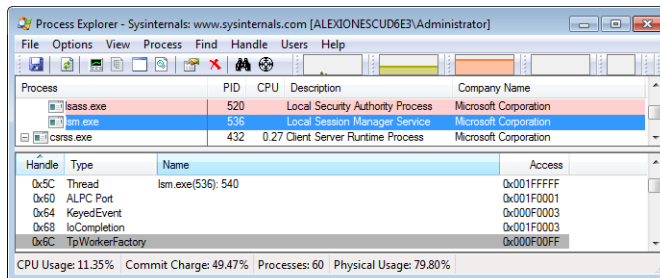 Process Explorer - Sysinternals: www.sysinternals.com [ALEXIONESCUD6E3\Administrator]
File Options View Process Find Handle Users Help
Process PID CPU Description Company Name
lsass.exe 520 Local Security Authority Process Microsoft Corporation
lsm.exe 536 Local Session Manager Service Microsoft Corporation
csrss.exe 432 0.27 Client Server Runtime Process Microsoft Corporation
Handle Type Name Access
0x5C Thread lsm.exe(536): 540 0x001FFFFF
0x60 ALPC Port 0x001F0001
0x64 KeyedEvent 0x000F0003
0x68 IoCompletion 0x001F0003
0x6C TpWorkerFactory 0x000F00FF
CPU Usage: 11.35% Commit Charge: 49.47% Processes: 60 Physical Usage: 79.80%